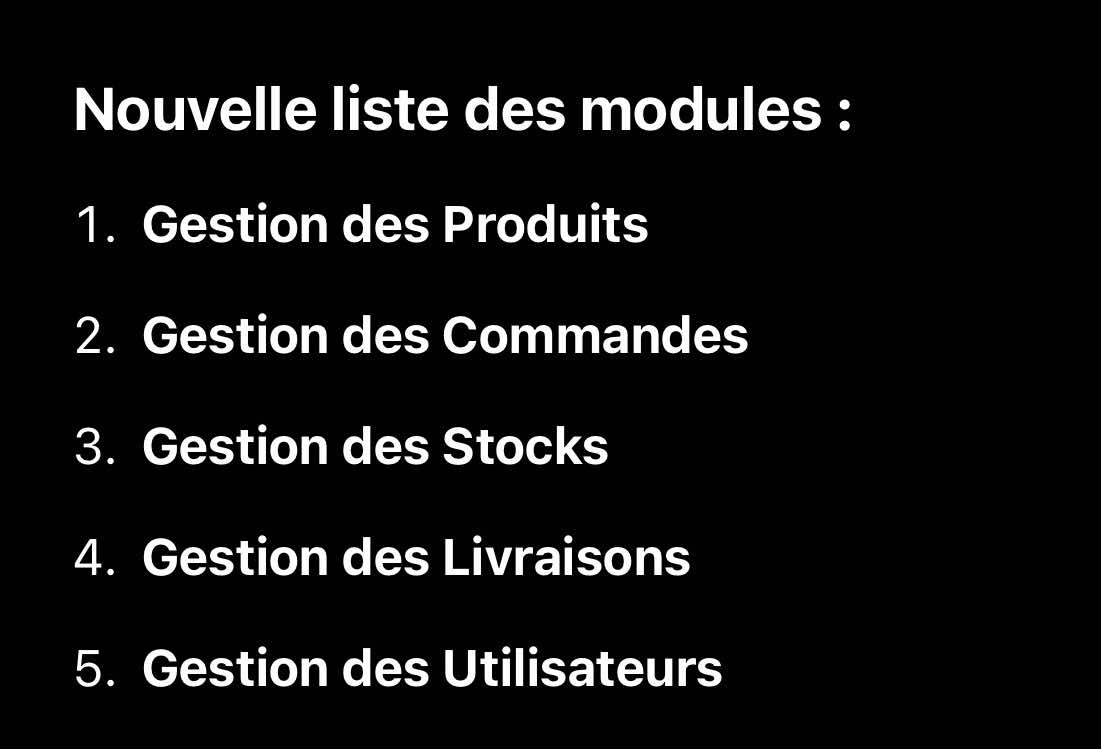 Nouvelle liste des modules :
1. Gestion des Produits
2. Gestion des Commandes
3. Gestion des Stocks
4. Gestion des Livraisons
5. Gestion des Utilisateurs